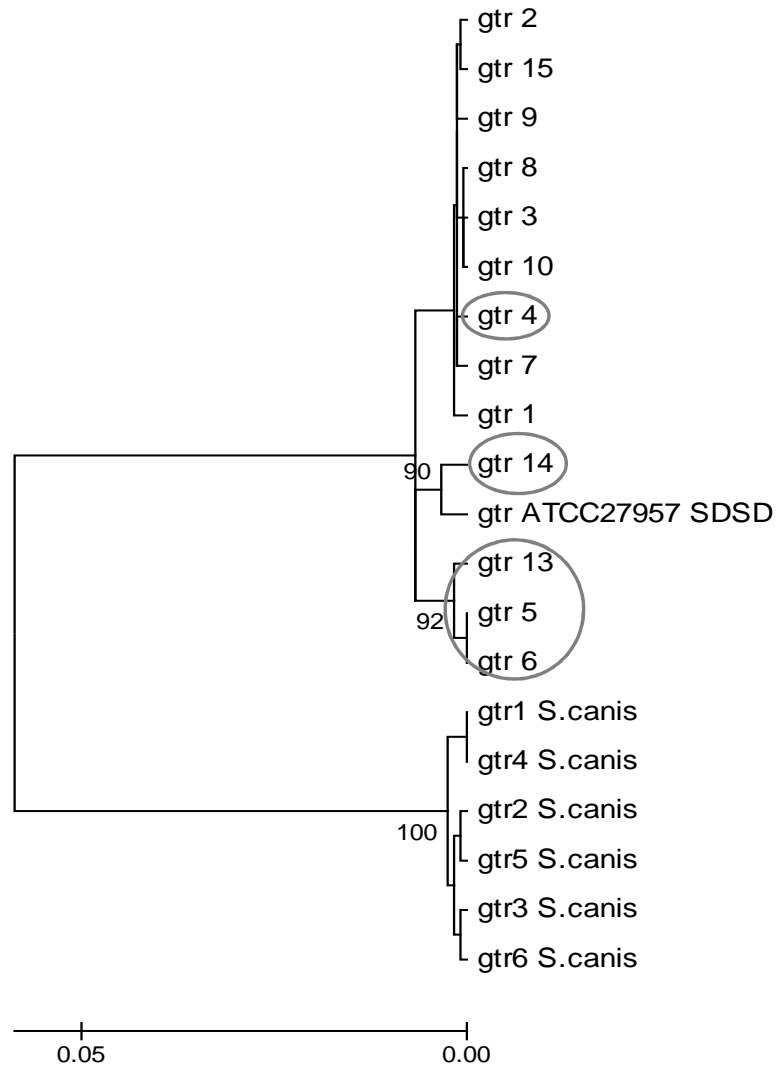 gtr 2
gtr 15
gtr 9
gtr 8
gtr 3
gtr 10
gtr 4
gtr 7
gtr 1
gtr 14
90
gtr ATCC27957 SDSD
gtr 13
gtr 5
92
gtr 6
gtr1 S.canis
gtr4 S.canis
gtr2 S.canis
100
gtr5 S.canis
gtr3 S.canis
gtr6 S.canis
0.05 0.00